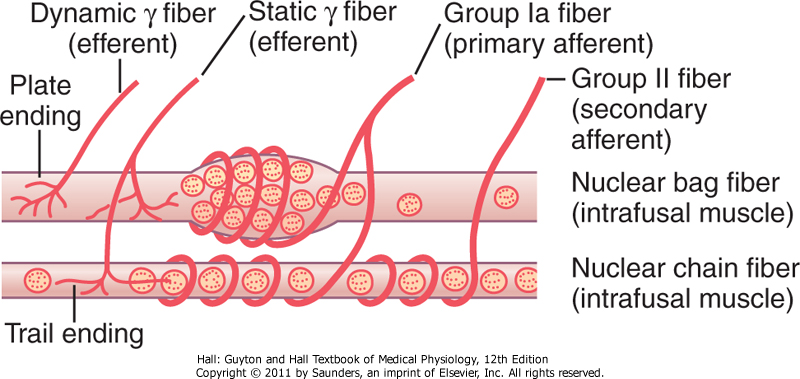 Dynamic γ fiber
(efferent)
Static γ fiber
(efferent)
Group Ia fiber
(primary afferent)
Plate
ending
Group II fiber
(secondary
afferent)
Nuclear bag fiber
(intrafusal muscle)
Nuclear chain fiber
(intrafusal muscle)
Trail ending
Hall: Guyton and Hall Textbook of Medical Physiology, 12th Edition
Copyright © 2011 by Saunders, an imprint of Elsevier, Inc. All rights reserved.